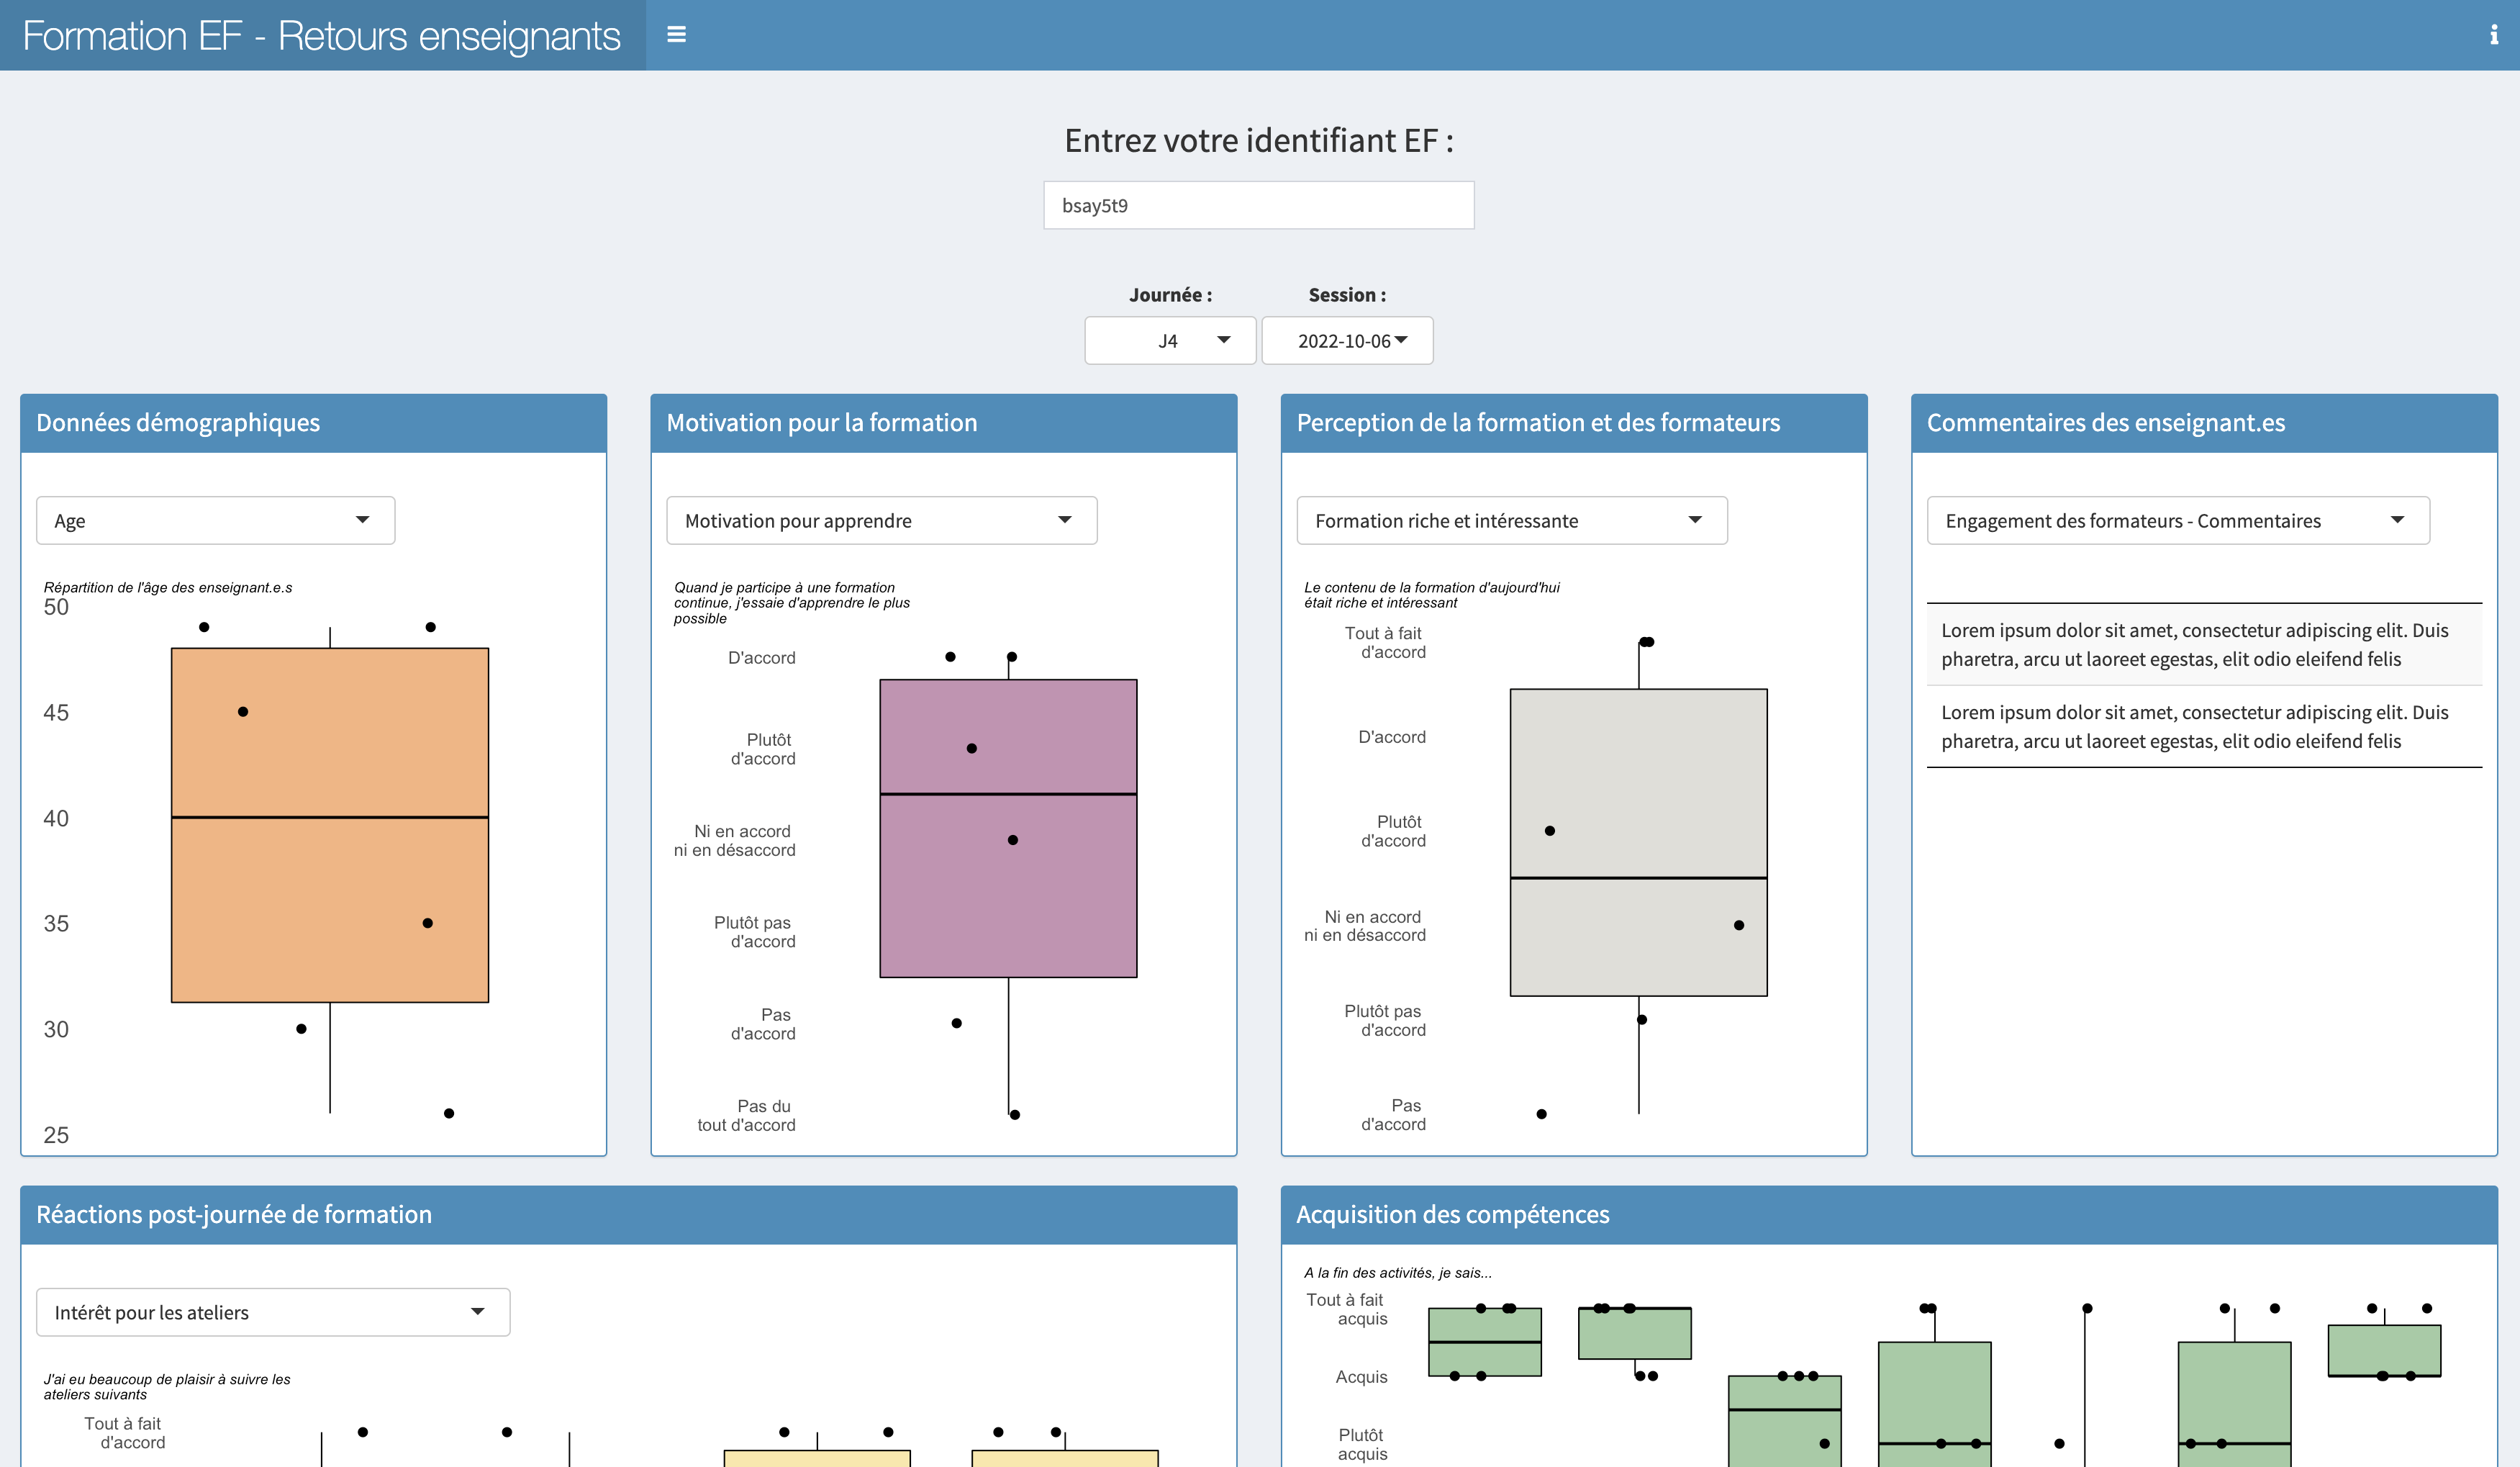 Formation EF - Retours enseignants
Entrez votre identifiant EF :
bsay5t9
Journée :
Session :
J4
2022-10-06
Données démographiques
Age
Répartition de l'âge des enseignant.e.s
50
45
40
35
30
25
Motivation pour la formation
Motivation pour apprendre
Quand je participe à une formation
continue, j'essaie d'apprendre le plus
possible
D'accord
Plutôt
d'accord
Ni en accord
ni en désaccord
Plutôt pas
d'accord
Pas
d'accord
Pas du
tout d'accord
Perception de la formation et des formateurs
Formation riche et intéressante
Le contenu de la formation d'aujourd'hui
était riche et intéressant
Tout à fait
d'accord
D'accord
Plutôt
d'accord
Ni en accord
ni en désaccord
Plutôt pas
d'accord
Pas
d'accord
Commentaires des enseignant.es
Engagement des formateurs - Commentaires
Lorem ipsum dolor sit amet, consectetur adipiscing elit. Duis
pharetra, arcu ut laoreet egestas, elit odio eleifend felis
Lorem ipsum dolor sit amet, consectetur adipiscing elit. Duis
pharetra, arcu ut laoreet egestas, elit odio eleifend felis
Réactions post-journée de formation
Intérêt pour les ateliers
J'ai eu beaucoup de plaisir à suivre les
ateliers suivants
Tout à fait
d'accord
Acquisition des compétences
A la fin des activités, je sais...
Tout à fait
acquis
Acquis
Plutôt
acquis